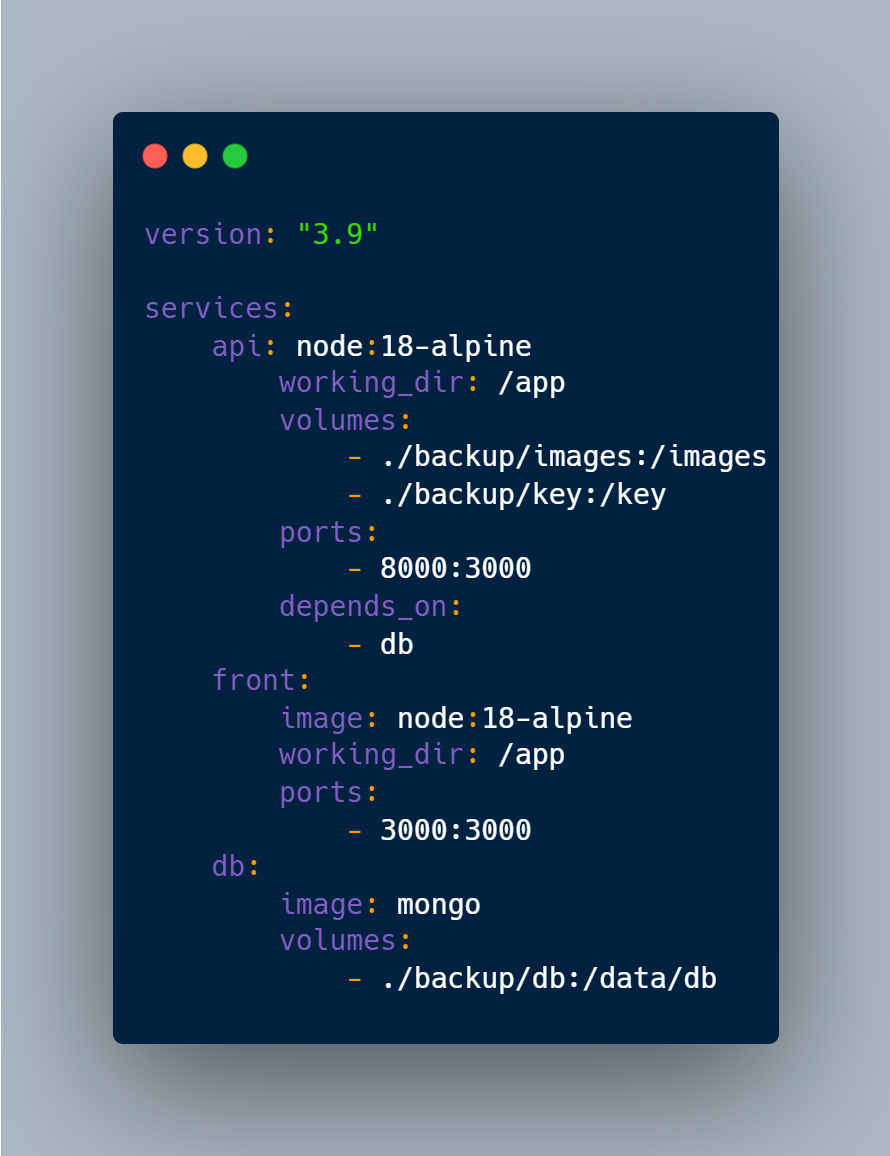 version: "3.9"

services:
    api: node:18-alpine
        working_dir: /app
        volumes:
            - ./backup/images:/images
            - ./backup/key:/key
        ports:
            - 8000:3000
        depends_on:
            - db
    front:
        image: node:18-alpine
        working_dir: /app
        ports:
            - 3000:3000
    db:
        image: mongo
        volumes:
            - ./backup/db:/data/db